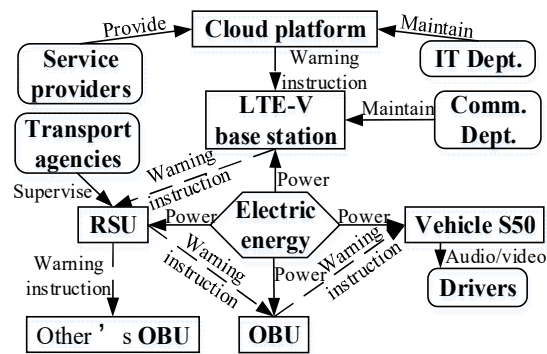 Provide
Cloud platform
Maintain
Service
providers
IT Dept.
Warning
instruction
LTE-V
base station
Maintain
Comm.
Dept.
Transport
agencies
Warning
instruction
Power
Supervise
RSU
Power
Electric
energy
Power
Vehicle S50
Warning
instruction
Warning
instruction
Power
Warning
instruction
Audio/video
Drivers
Other’s OBU
OBU